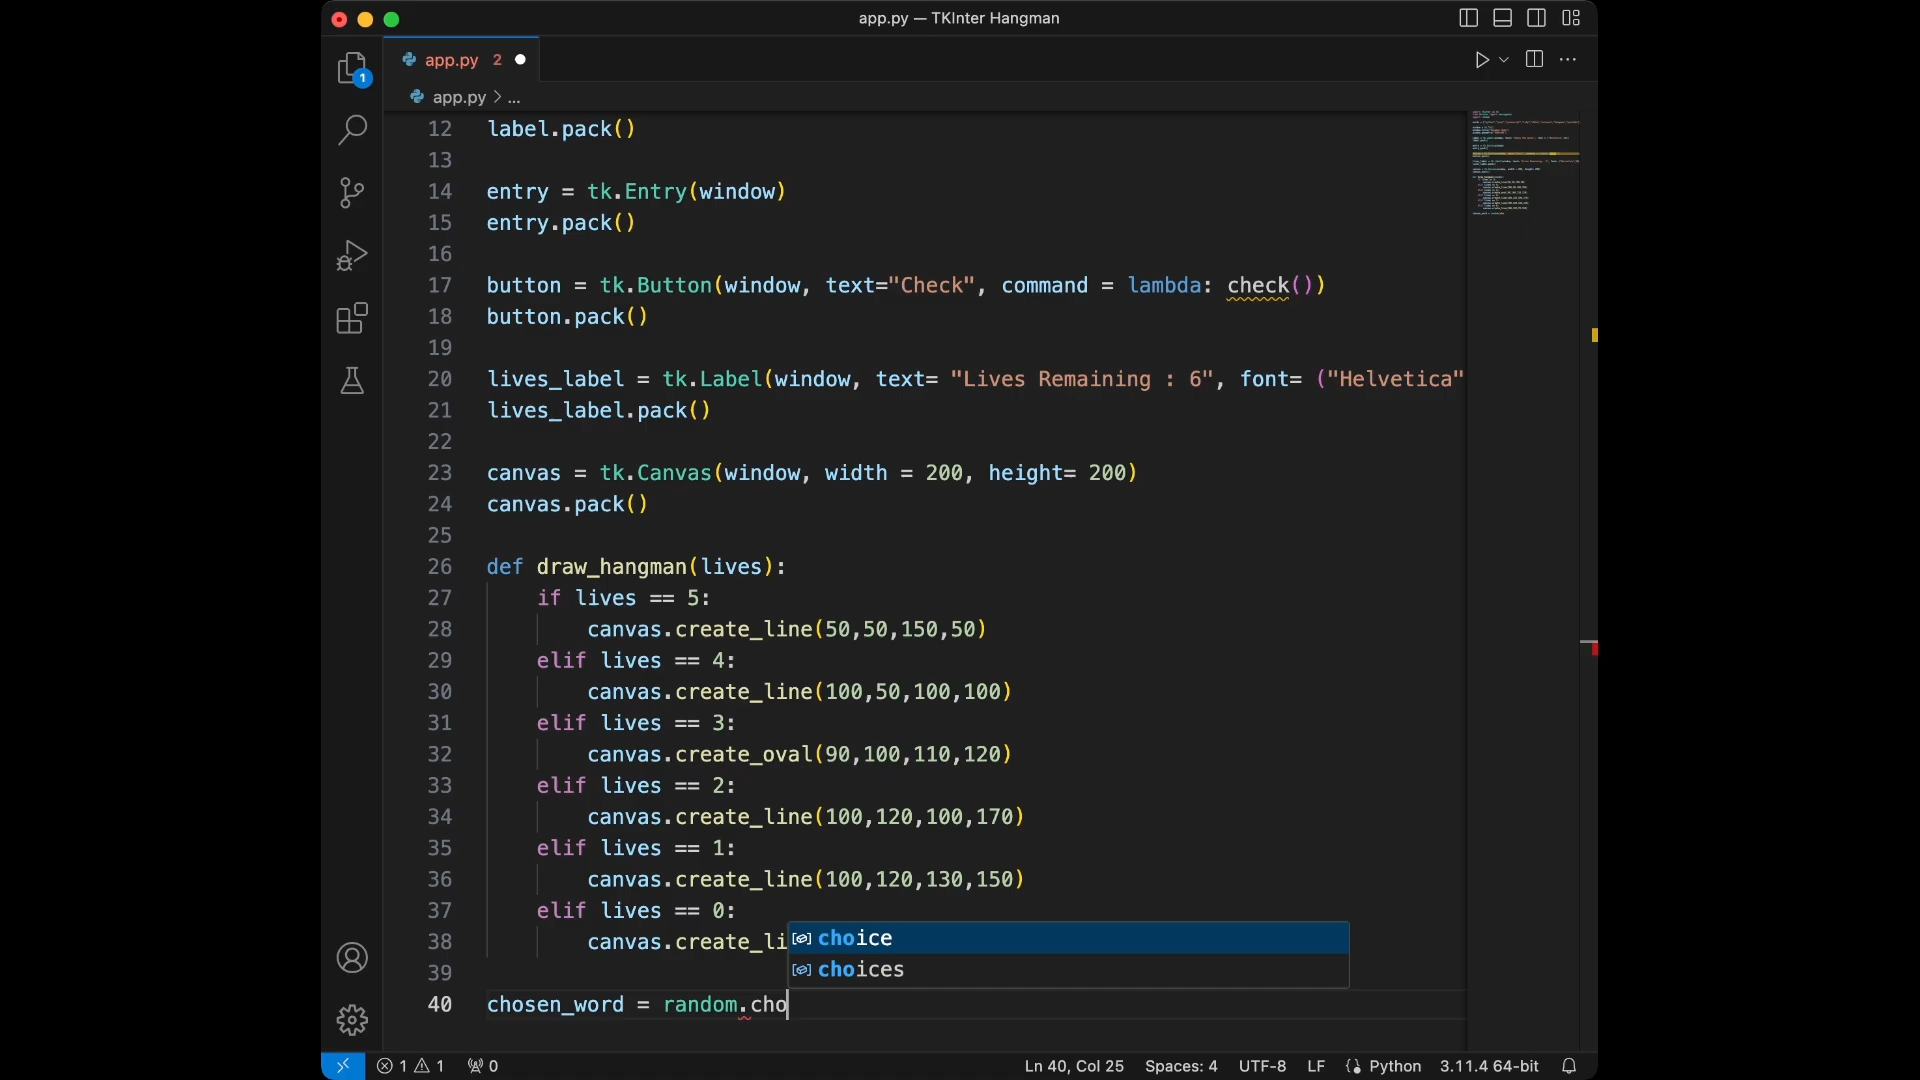 app.py — TKInter Hangman
app.py 2
1
app.py > ...
12 label.pack()
13
14 entry = tk.Entry(window)
15 entry.pack()
16
17 button = tk.Button(window, text="Check", command = lambda: check())
18 button.pack()
19
20 lives_label = tk.Label(window, text= "Lives Remaining : 6", font= ("Helvetica"
21 lives_label.pack()
22
23 canvas = tk.Canvas(window, width = 200, height= 200)
24 canvas.pack()
25
26 def draw_hangman(lives):
27 if lives == 5:
28 canvas.create_line(50,50,150,50)
29 elif lives == 4:
30 canvas.create_line(100,50,100,100)
31 elif lives == 3:
32 canvas.create_oval(90,100,110,120)
33 elif lives == 2:
34 canvas.create_line(100,120,100,170)
35 elif lives == 1:
36 canvas.create_line(100,120,130,150)
37 elif lives == 0:
38 canvas.create_li
choice
choices
39
40 chosen_word = random.cho
1 1 0 Ln 40, Col 25 Spaces: 4 UTF-8 LF Python 3.11.4 64-bit